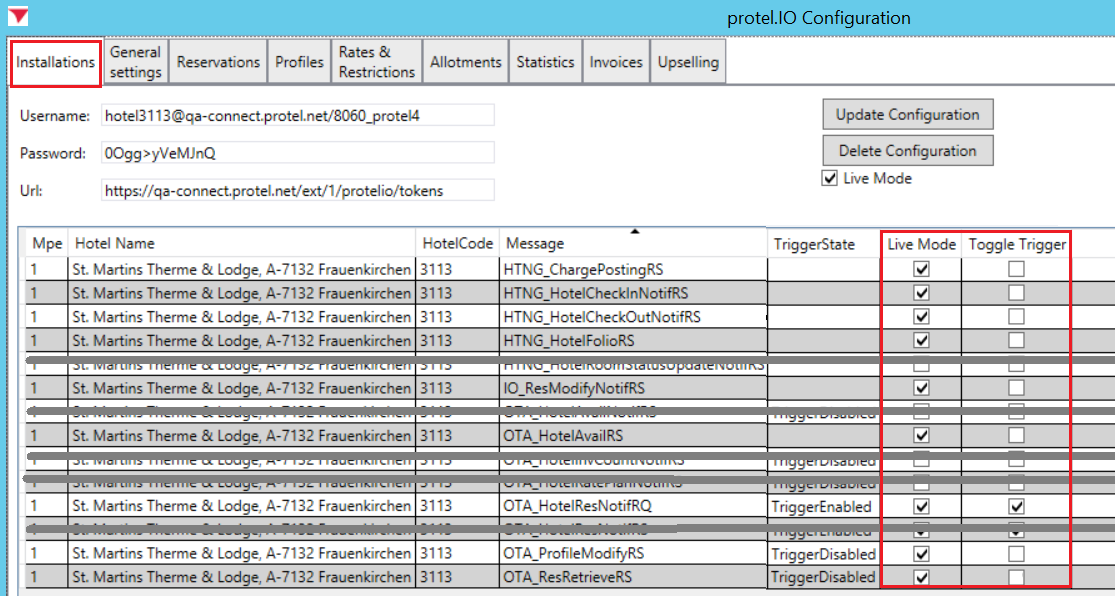 protel.IO Configuration
Installations
General settings
Reservations
Profiles
Rates & Restrictions
Allotments
Statistics
Invoices
Upselling
Username: hotel3113@qa-connect.protel.net/8060_protel4
Update Configuration
Password: 0Ogg>yVeMJnQ
Delete Configuration
Live Mode
Url: https://qa-connect.protel.net/ext/1/protelio/tokens
Mpe Hotel Name HotelCode Message TriggerState Live Mode Toggle Trigger
1 St. Martins Therme & Lodge, A-7132 Frauenkirchen 3113 HTNG_ChargePostingRS
1 St. Martins Therme & Lodge, A-7132 Frauenkirchen 3113 HTNG_HotelCheckInNotifRS
1 St. Martins Therme & Lodge, A-7132 Frauenkirchen 3113 HTNG_HotelCheckOutNotifRS
1 St. Martins Therme & Lodge, A-7132 Frauenkirchen 3113 HTNG_HotelFolioRS
1 St. Martins Therme & Lodge, A-7132 Frauenkirchen 3113 HTNG_HotelRoomStatusUpdateNotifRS
1 St. Martins Therme & Lodge, A-7132 Frauenkirchen 3113 IO_ResModifyNotifRS
1 St. Martins Therme & Lodge, A-7132 Frauenkirchen 3113 OTA_HotelAvailNotifRS TriggerDisabled
1 St. Martins Therme & Lodge, A-7132 Frauenkirchen 3113 OTA_HotelAvailRS
1 St. Martins Therme & Lodge, A-7132 Frauenkirchen 3113 OTA_HotelInvCountNotifRS TriggerDisabled
1 St. Martins Therme & Lodge, A-7132 Frauenkirchen 3113 OTA_HotelRatePlanNotifRS TriggerDisabled
1 St. Martins Therme & Lodge, A-7132 Frauenkirchen 3113 OTA_HotelResNotifRQ TriggerEnabled
1 St. Martins Therme & Lodge, A-7132 Frauenkirchen 3113 OTA_HotelResNotifRS TriggerEnabled
1 St. Martins Therme & Lodge, A-7132 Frauenkirchen 3113 OTA_ProfileModifyRS TriggerDisabled
1 St. Martins Therme & Lodge, A-7132 Frauenkirchen 3113 OTA_ResRetrieveRS TriggerDisabled